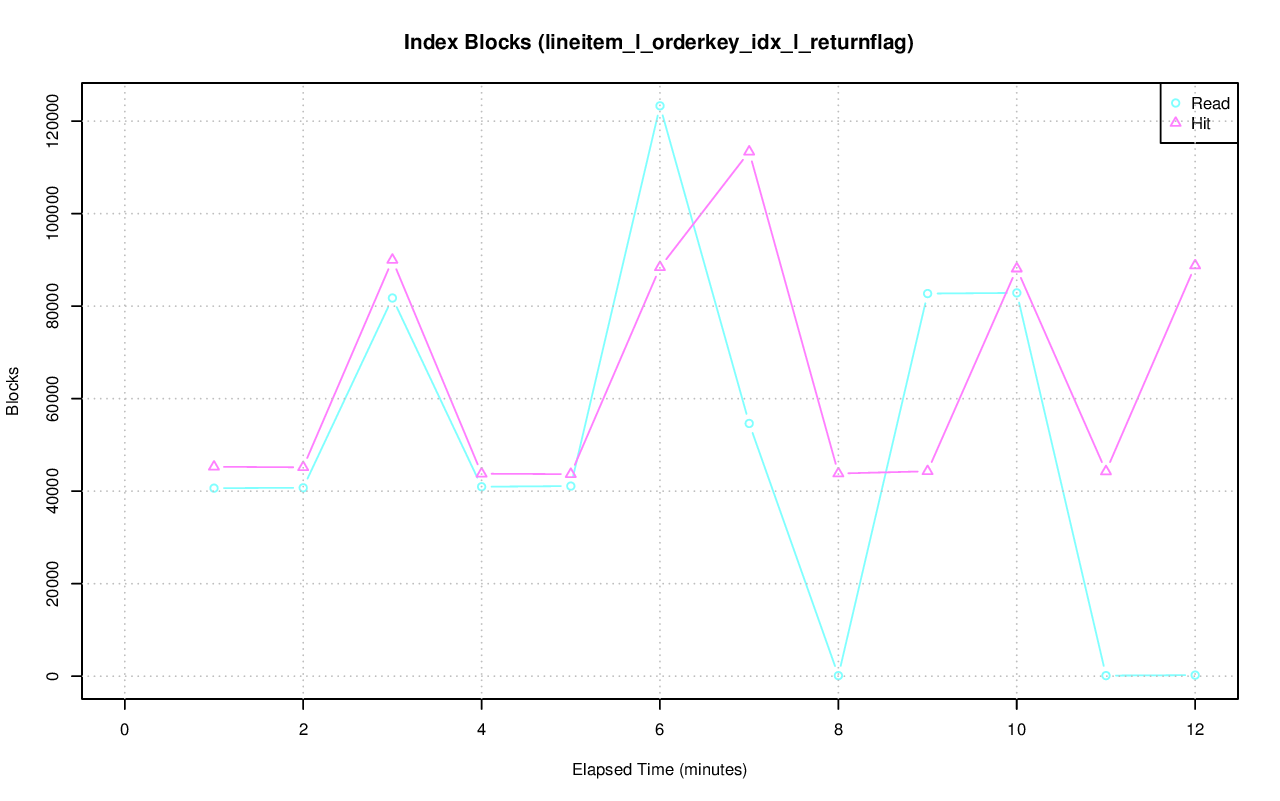 Index Blocks (lineitem_l_orderkey_idx_l_returnflag)
Read
Hit
Blocks
120000
100000
80000
60000
40000
20000
0
0 2 4 6 8 10 12
Elapsed Time (minutes)